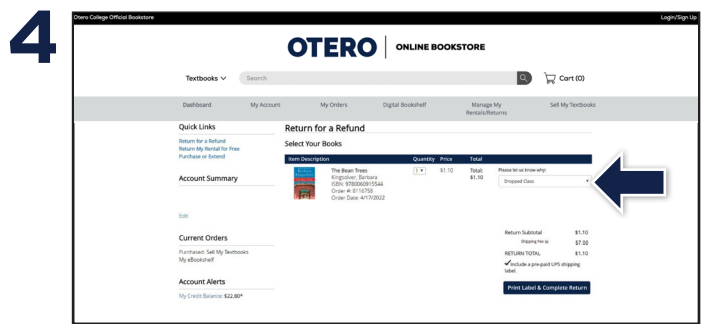 4
Otero College Official Bookstore
Login/Sign Up
OTERO ONLINE BOOKSTORE
Textbooks
Search
Cart (0)
Dashboard My Account My Orders Digital Bookshelf Manage My Rentals/Returns Sell My Textbooks
Quick Links
Return for a Refund
Return My Rental for Free
Purchase or Extend
Account Summary
Edit
Current Orders
Purchased: Sell My Textbooks
My eBookshelf
Account Alerts
My Credit Balance: $22.80*
Return for a Refund
Select Your Books
Item Description Quantity Price Total
The Bean Trees
Kingsolver, Barbara
ISBN: 9780060915544
Order #: 8116758
Order Date: 4/17/2022
1
$1.10
Total:
$1.10
Please let us know why:
Dropped Class
Return Subtotal $1.10
Shipping Fee $7.00
RETURN TOTAL $1.10
Include a pre-paid UPS shipping
label.
Print Label & Complete Return